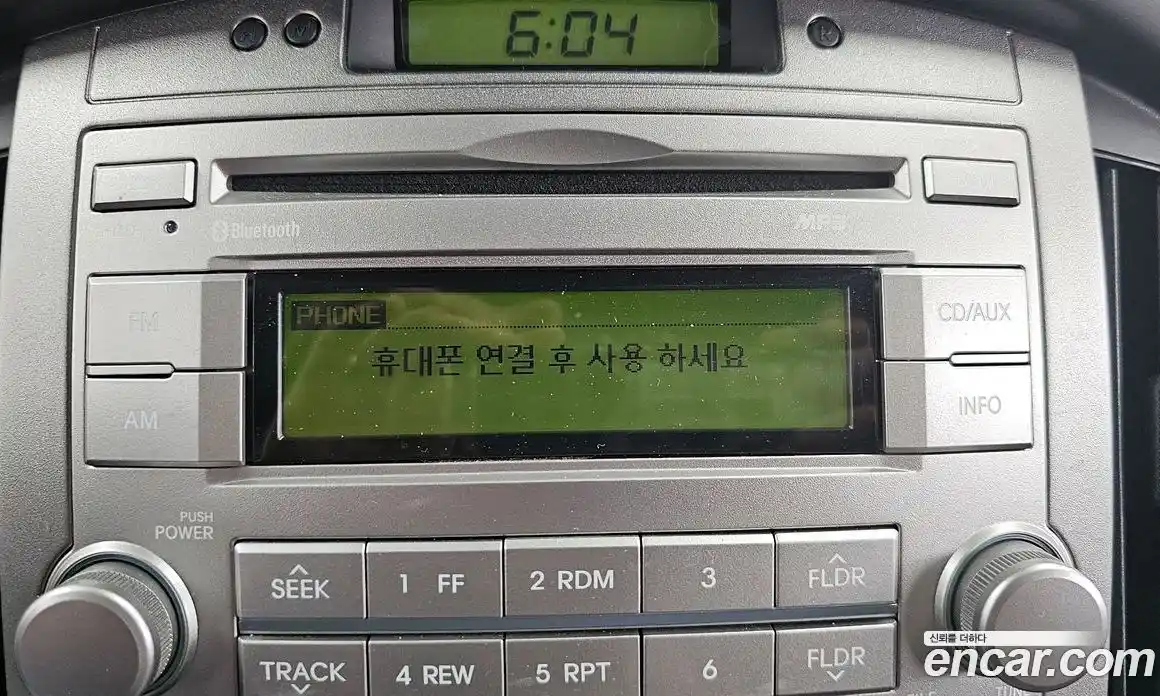 6:04
Bluetooth
MP3
PHONE
휴대폰 연결 후 사용 하세요
FM
CD/AUX
AM
INFO
PUSH
POWER
SEEK
1 FF
2 RDM
3
FLDR
TRACK
4 REW
5 RPT
6
FLDR
TUNE
신뢰를 더하다
encar.com